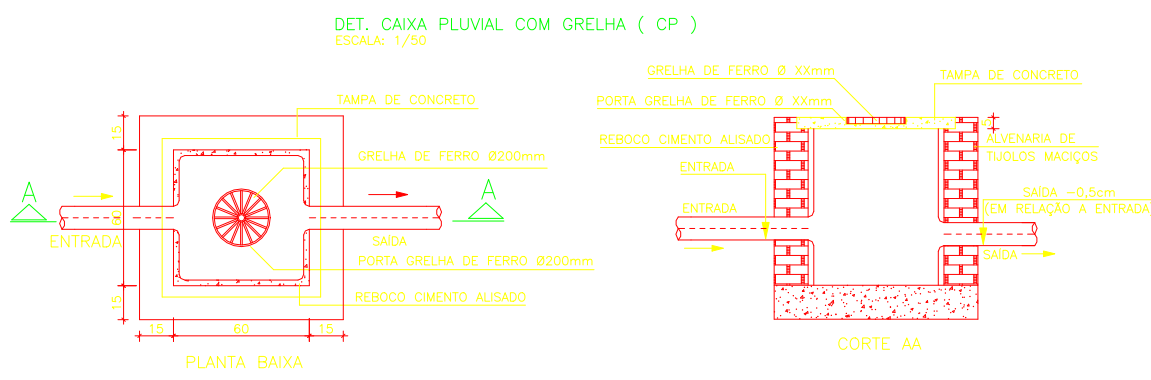 DET. CAIXA PLUVIAL COM GRELHA ( CP )
ESCALA: 1/50
TAMPA DE CONCRETO
GRELHA DE FERRO Ø200mm
A
A
ENTRADA
SAIDA
PORTA GRELHA DE FERRO Ø200mm
REBOCO CIMENTO ALISADO
15
60
15
15
60
15
PLANTA BAIXA
GRELHA DE FERRO Ø XXmm
TAMPA DE CONCRETO
PORTA GRELHA DE FERRO Ø XXmm
5
REBOCO CIMENTO ALISADO
ALVENARIA DE
TIJOLOS MACIÇOS
ENTRADA
SAÍDA -0.5cm
(EM RELAÇÃO A ENTRADA
ENTRADA
SAÍDA
CORTE AA